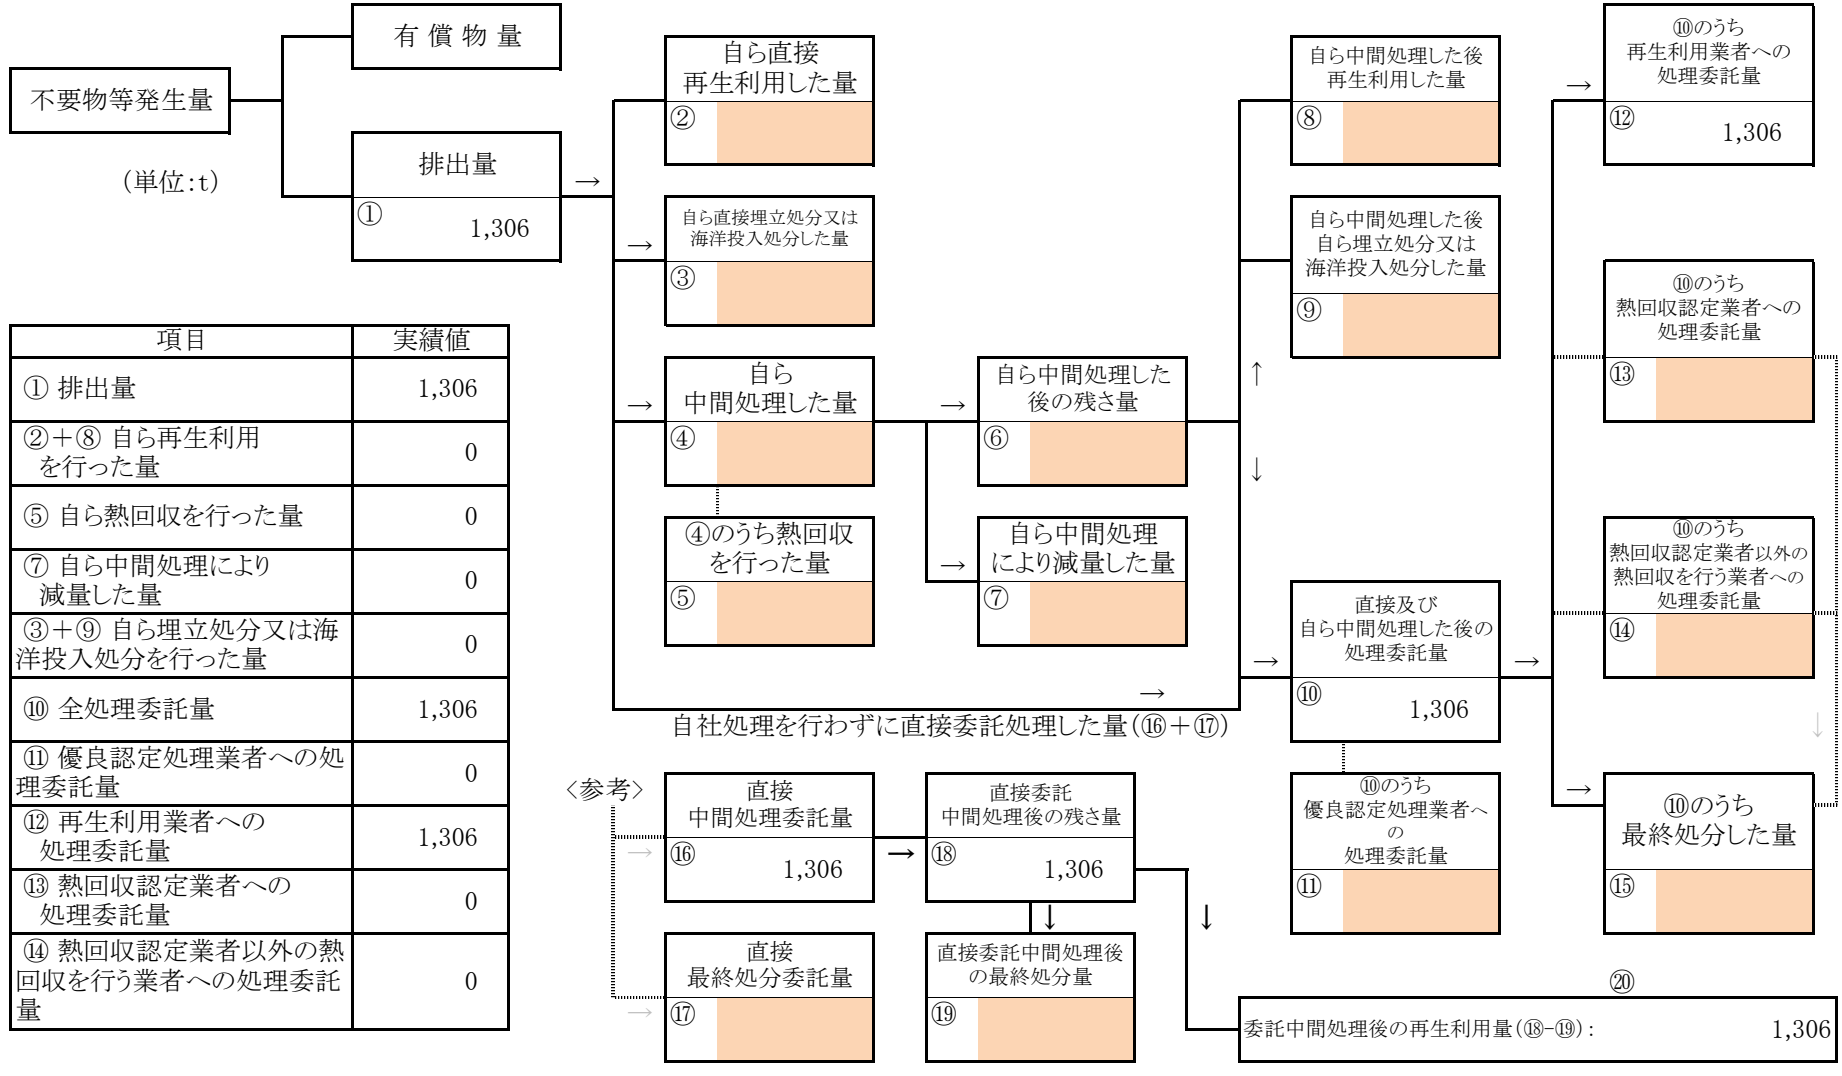 有 償 物 量
不要物等発生量
(単位:t)
排出量
①
1,306
→
自ら直接
再生利用した量
②
→
自ら直接埋立処分又は
海洋投入処分した量
③
→
自ら
中間処理した量
④
④のうち熱回収
を行った量
⑤
→
自ら中間処理した
後の残さ量
⑥
→
自ら中間処理
により減量した量
⑦
自ら中間処理した後
再生利用した量
⑧
自ら中間処理した後
自ら埋立処分又は
海洋投入処分した量
⑨
↑
↓
→
直接及び
自ら中間処理した後の
処理委託量
⑩
1,306
⑩のうち
優良認定処理業者へ
の
処理委託量
⑪
→
→
⑩のうち
再生利用業者への
処理委託量
⑫
1,306
⑩のうち
熱回収認定業者への
処理委託量
⑬
⑩のうち
熱回収認定業者以外の
熱回収を行う業者への
処理委託量
⑭
↓
→
⑩のうち
最終処分した量
⑮
→
自社処理を行わずに直接委託処理した量(⑯+⑰)
<参考>
→
直接
中間処理委託量
⑯
1,306
→
直接
最終処分委託量
⑰
→
直接委託
中間処理後の残さ量
⑱
1,306
↓
直接委託中間処理後
の最終処分量
⑲
↓
⑳
委託中間処理後の再生利用量(⑱-⑲): 1,306
項目 実績値
① 排出量 1,306
②+⑧ 自ら再生利用
を行った量 0
⑤ 自ら熱回収を行った量 0
⑦ 自ら中間処理により
減量した量 0
③+⑨ 自ら埋立処分又は海
洋投入処分を行った量 0
⑩ 全処理委託量 1,306
⑪ 優良認定処理業者への処
理委託量 0
⑫ 再生利用業者への
処理委託量 1,306
⑬ 熱回収認定業者への
処理委託量 0
⑭ 熱回収認定業者以外の熱
回収を行う業者への処理委託 0
量